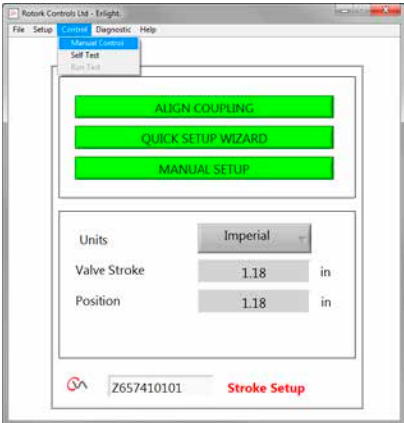 Rotork Controls Ltd - Enlight.
File Setup Control Diagnostic Help
Manual Control
Self Test
Run Test
ALIGN COUPLING
QUICK SETUP WIZARD
MANUAL SETUP
Units Imperial
Valve Stroke 1.18 in
Position 1.18 in
Z657410101 Stroke Setup